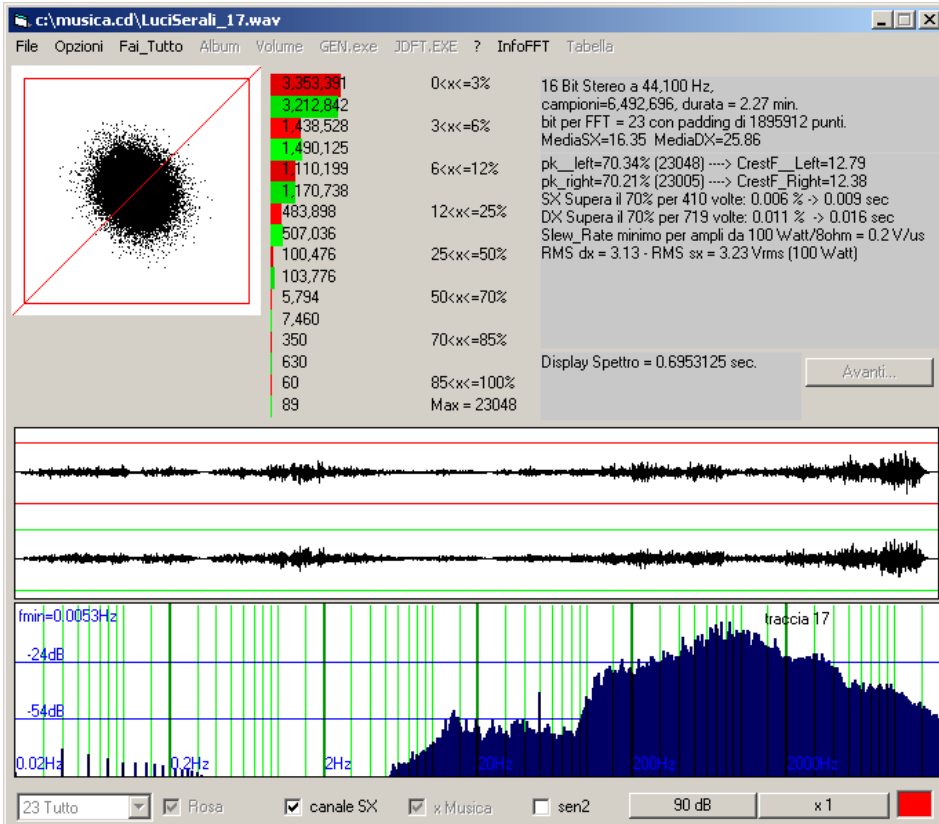 c:\musica.cd\LuciSerali_17.wav
File Opzioni Fai_Tutto Album Volume GEN.exe JDFT.EXE ? InfoFFT Tabella
3,353,391 0<x<=3%
3,212,842
1,438,528 3<x<=6%
1,490,125
1,110,199 6<x<=12%
1,170,738
483,898 12<x<=25%
507,036
100,476 25<x<=50%
103,776
5,794 50<x<=70%
7,460
350 70<x<=85%
630
60 85<x<=100%
89 Max = 23048
16 Bit Stereo a 44,100 Hz,
campioni=6,492,696, durata = 2.27 min.
bit per FFT = 23 con padding di 1895912 punti.
MediaSX=16.35 MediaDX=25.86
pk__left=70.34% (23048) ----> CrestF__Left=12.79
pk_right=70.21% (23005) ----> CrestF_Right=12.38
SX Supera il 70% per 410 volte: 0.006 % -> 0.009 sec
DX Supera il 70% per 719 volte: 0.011 % -> 0.016 sec
Slew_Rate minimo per ampli da 100 Watt/8ohm = 0.2 V/us
RMS dx = 3.13 - RMS sx = 3.23 Vrms (100 Watt)
Display Spettro = 0.6953125 sec.
Avanti...
fmin=0.0053Hz traccia 17
-24dB
-54dB
0.02Hz 0.2Hz 2Hz 20Hz 200Hz 2000Hz
23 Tutto Rosa canale SX x Musica sen2 90 dB x 1